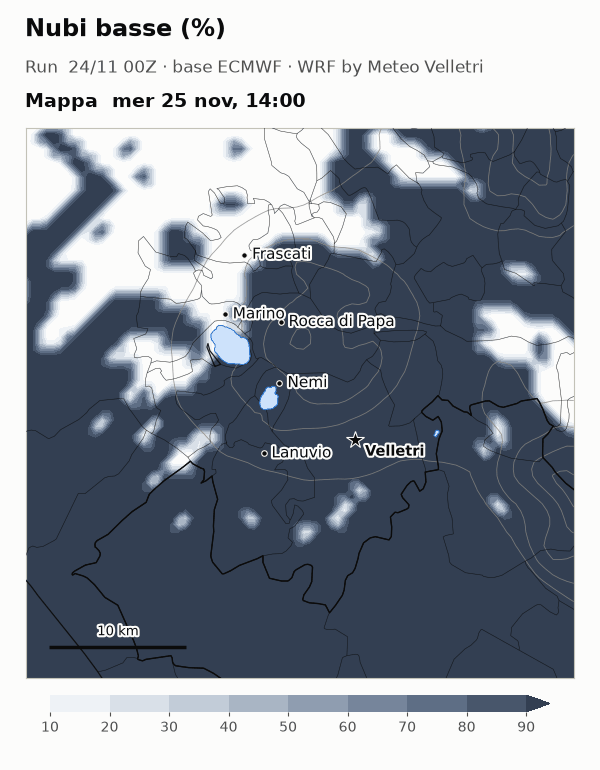 Nubi basse (%)
Run  24/11 00Z · base ECMWF · WRF by Meteo Velletri
Mappa  mer 25 nov, 14:00
Frascati
Marino
Rocca di Papa
Nemi
Velletri
Lanuvio
10 km
10 20 30 40 50 60 70 80 90